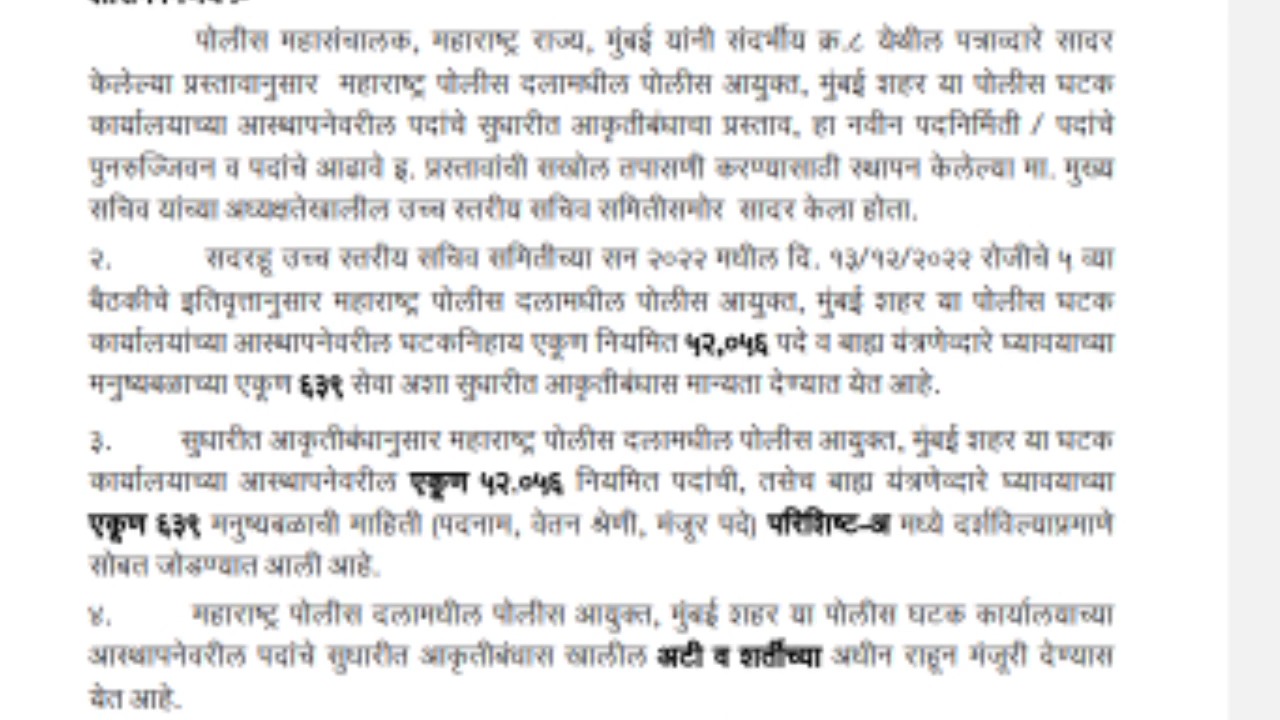 पोलीस महासंचालक, महाराष्ट्र राज्य, मुंबई यांनी संदर्भीय क्र.८ येथील पत्राव्दारे सादर
केलेल्या प्रस्तावानुसार महाराष्ट्र पोलीस दलामधील पोलीस आयुक्त, मुंबई शहर या पोलीस घटक
कार्यालयाच्या आस्थापनेवरील पदांचे सुधारीत आकृतीबंधाचा प्रस्ताव, हा नवीन पदनिर्मिती / पदांचे
पुनरुज्जिवन व पदांचे आढावे इ. प्रस्तावांची सखोल तपासणी करण्यासाठी स्थापन केलेल्या मा. मुख्य
सचिव यांच्या अध्यक्षतेखालील उच्च स्तरीय सचिव समितीसमोर सादर केला होता.
२. सदरहू उच्च स्तरीय सचिव समितीच्या सन २०२२ मधील दि. १३/१२/२०२२ रोजीचे ५ व्या
बैठकीचे इतिवृत्तानुसार महाराष्ट्र पोलीस दलामधील पोलीस आयुक्त, मुंबई शहर या पोलीस घटक
कार्यालयांच्या आस्थापनेवरील घटकनिहाय एकूण नियमित ५२,०५६ पदे व बाह्य यंत्रणेव्दारे घ्यावयाच्या
मनुष्यबळाच्या एकूण ६३९ सेवा अशा सुधारीत आकृतीबंधास मान्यता देण्यात येत आहे.
३. सुधारीत आकृतीबंधानुसार महाराष्ट्र पोलीस दलामधील पोलीस आयुक्त, मुंबई शहर या घटक
कार्यालयाच्या आस्थापनेवरील एकूण ५२.०५६ नियमित पदांची, तसेच बाह्य यंत्रणेव्दारे घ्यावयाच्या
एकूण ६३९ मनुष्यबळाची माहिती (पदनाम, वेतन श्रेणी, मंजूर पदे) परिशिष्ट-अ मध्ये दर्शविल्याप्रमाणे
सोबत जोडण्यात आली आहे.
४. महाराष्ट्र पोलीस दलामधील पोलीस आयुक्त, मुंबई शहर या पोलीस घटक कार्यालयाच्या
आस्थापनेवरील पदांचे सुधारीत आकृतीबंधास खालील अटी व शर्तीच्या अधीन राहून मंजूरी देण्यास
येत आहे.